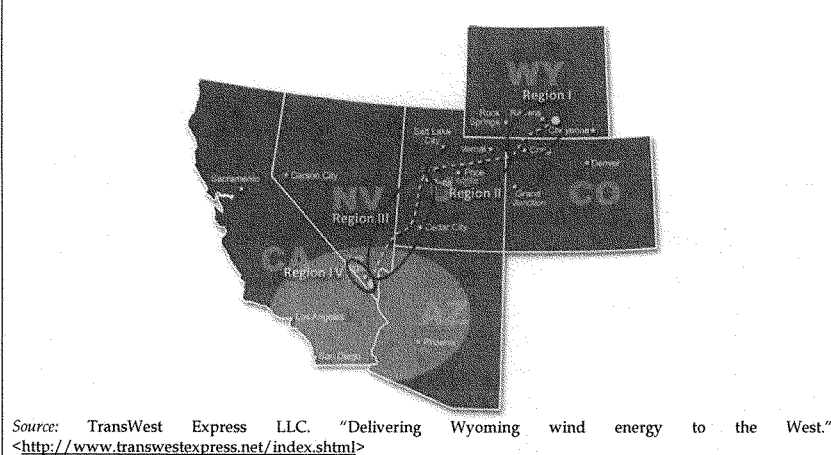 WY
Region I
Rock Springs
Cheyenne
Salt Lake City
Vernal
Denver
Sacramento
Carson City
Price
Grand Junction
NV
Region II
CO
Region III
Cedar City
CA
Region IV
Los Angeles
AZ
Phoenix
San Diego
Source: TransWest Express LLC. "Delivering Wyoming wind energy to the West."
<http://www.transwestexpress.net/index.shtml>